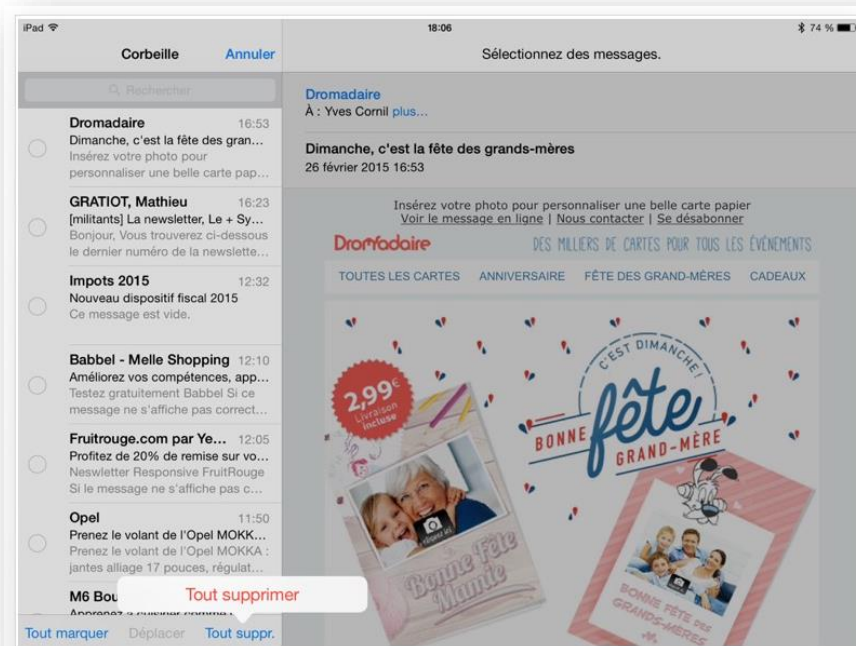 iPad
18:06
74 %
Corbeille
Annuler
Sélectionnez des messages.
Rechercher
Dromadaire 16:53
Dimanche, c'est la fête des gran...
Insérez votre photo pour
personnaliser une belle carte pap...
GRATIOT, Mathieu 16:23
[militants] La newsletter, Le + Sy...
Bonjour, Vous trouverez ci-dessous
le dernier numéro de la newslette...
Impots 2015 12:32
Nouveau dispositif fiscal 2015
Ce message est vide.
Babbel - Melle Shopping 12:10
Améliorez vos compétences, app...
Testez gratuitement Babbel Si ce
message ne s'affiche pas correct...
Fruitrouge.com par Ye... 12:05
Profitez de 20% de remise sur vo...
Neswletter Responsive FruitRouge
Si le message ne s'affiche pas c...
Opel 11:50
Prenez le volant de l'Opel MOKK...
Prenez le volant de l'Opel MOKKA :
jantes alliage 17 pouces, régulat...
M6 Bou
Apprenez à cuisiner comme
Tout supprimer
Tout marquer
Déplacer
Tout suppr.
Dromadaire
À : Yves Cornil plus...
Dimanche, c'est la fête des grands-mères
26 février 2015 16:53
Insérez votre photo pour personnaliser une belle carte papier
Voir le message en ligne | Nous contacter | Se désabonner
Dromadaire
DES MILLIERS DE CARTES POUR TOUS LES ÉVÉNEMENTS
TOUTES LES CARTES
ANNIVERSAIRE
FÊTE DES GRAND-MÈRES
CADEAUX
2,99€
Livraison
incluse
C'EST DIMANCHE !
BONNE
fête
GRAND-MÈRE
cliquez ici
Bonne Fête
Mamie
BONNE FÊTE DES
GRANDS-MÈRES